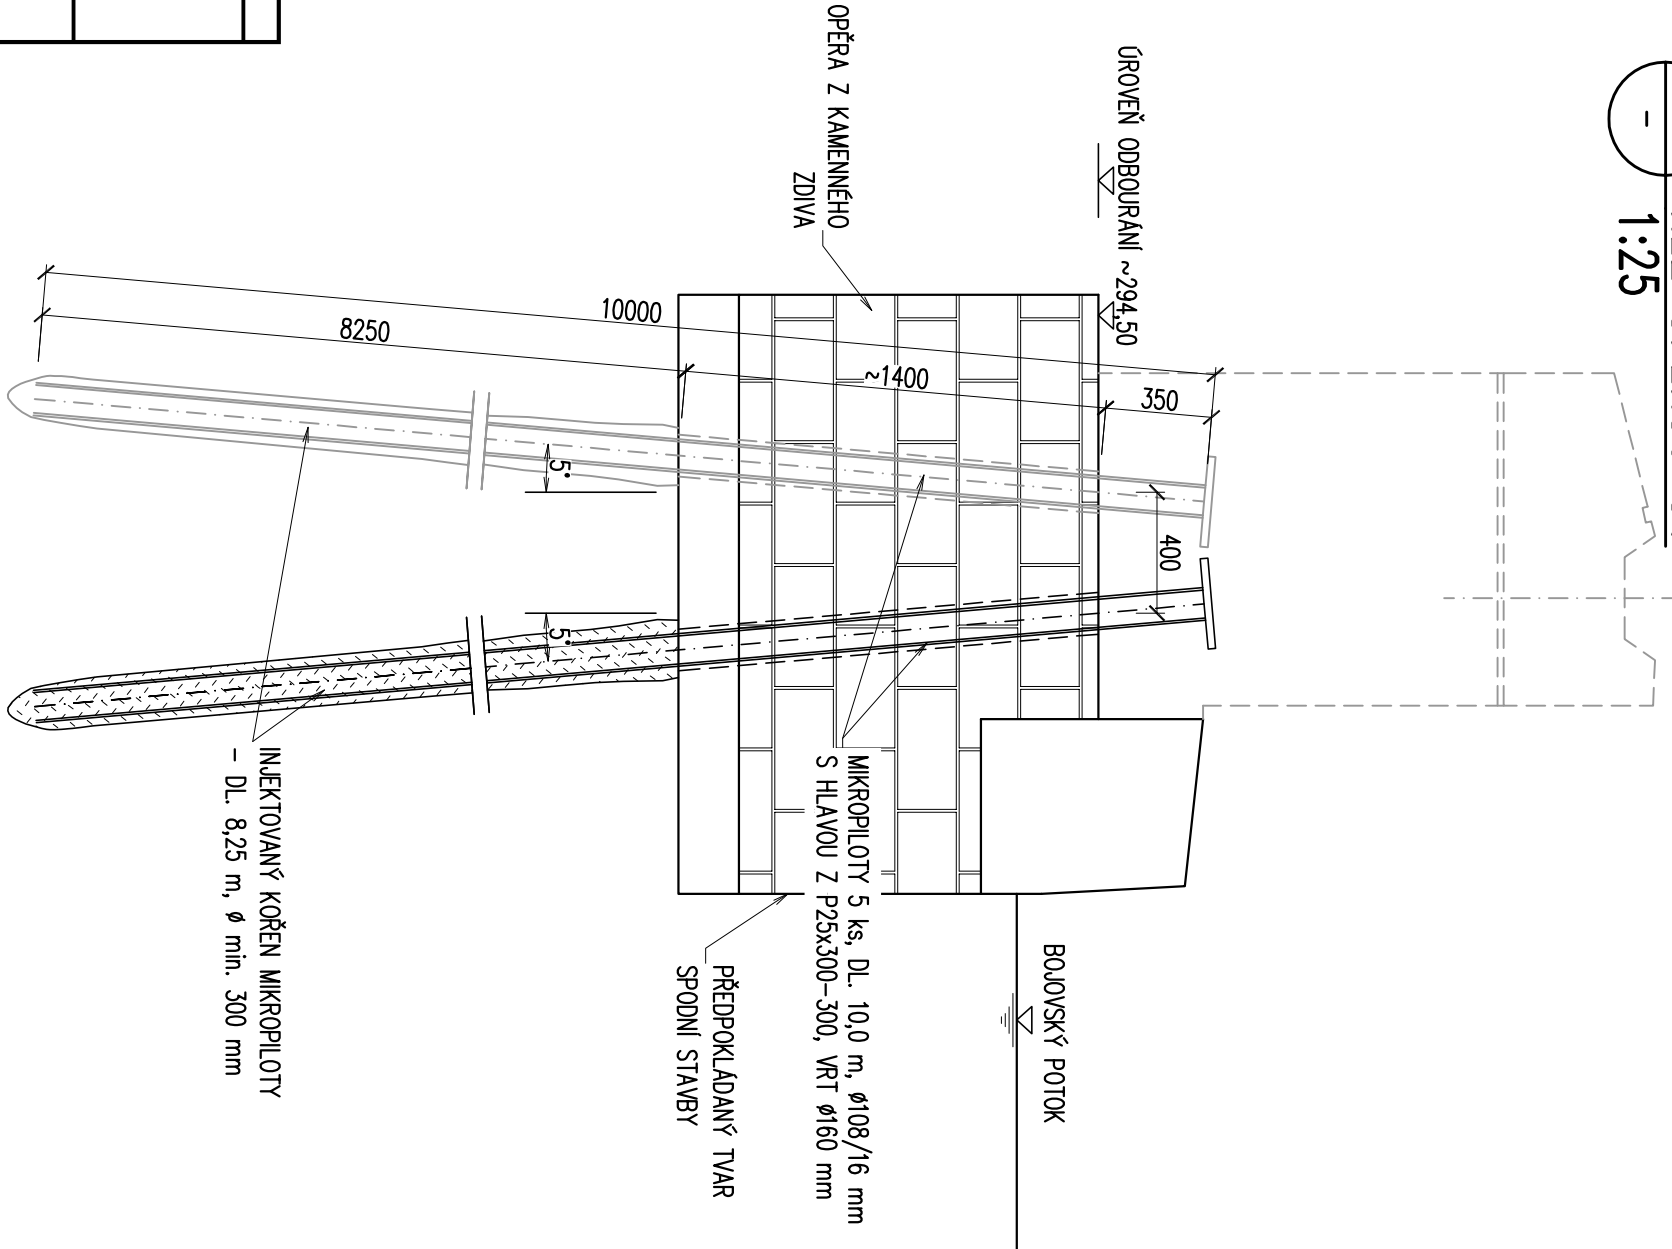 -
1:25
ÚROVEŇ ODBOURÁNÍ ~294,50
OPĚRA Z KAMENNÉHO
ZDIVA
10000
8250
~1400
350
400
5°
5°
BOJOVSKÝ POTOK
MIKROPILOTY 5 ks, DL. 10,0 m, ø108/16 mm
S HLAVOU Z P25x300-300, VRT ø160 mm
PŘEDPOKLÁDANÝ TVAR
SPODNÍ STAVBY
INJEKTOVANÝ KOŘEN MIKROPILOTY
- DL. 8,25 m, ø min. 300 mm